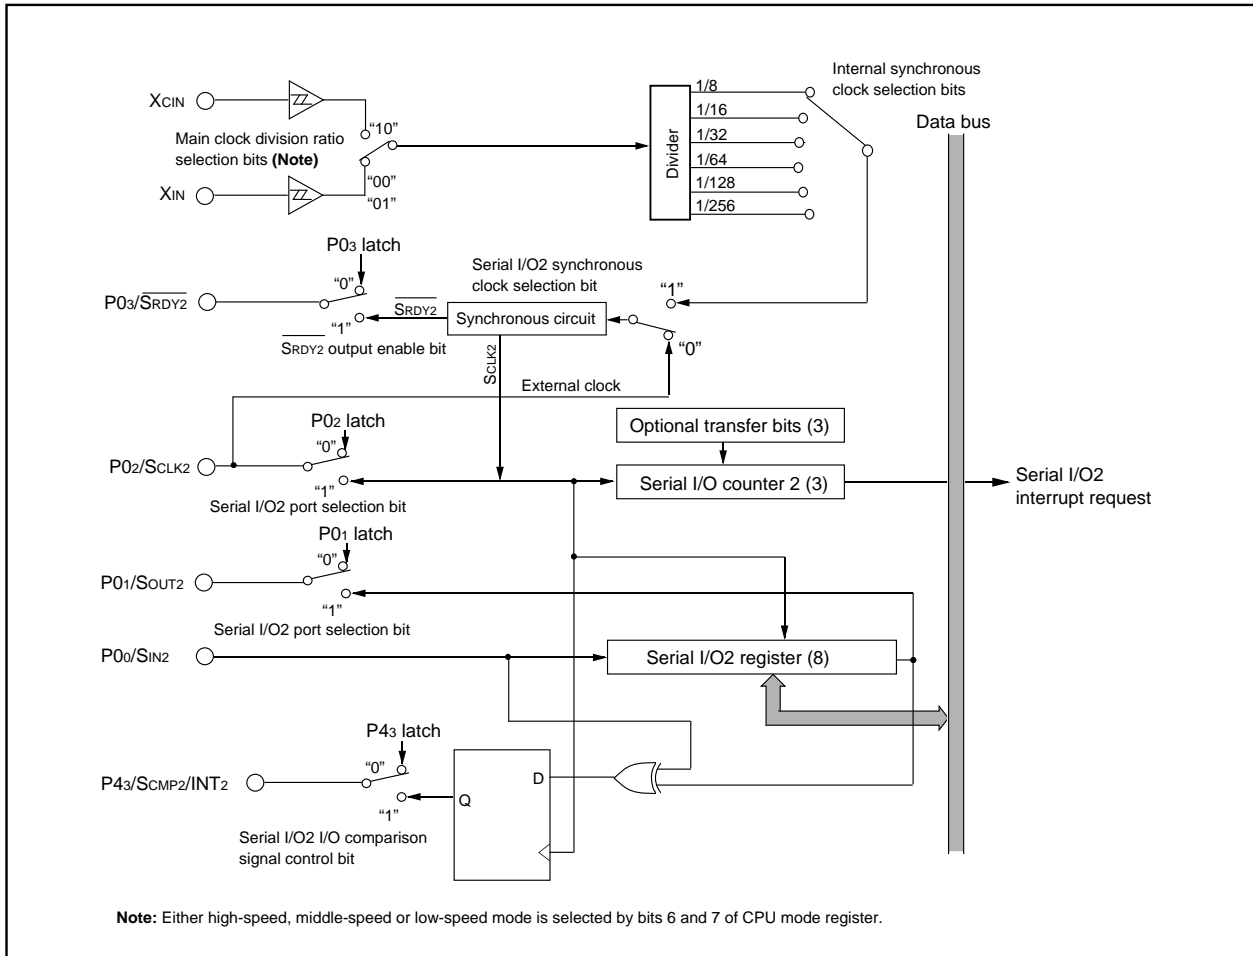 XCIN
“10”
Main clock division ratio
selection bits (Note)
“00”
“01”
XIN
Divider
1/8
1/16
1/32
1/64
1/128
1/256
Internal synchronous
clock selection bits
Data bus
P03 latch
“0”
P03/SRDY2
“1”
SRDY2
SRDY2 output enable bit
Serial I/O2 synchronous
clock selection bit
Synchronous circuit
“1”
“0”
SCLK2
External clock
P02 latch
“0”
P02/SCLK2
“1”
Serial I/O2 port selection bit
Optional transfer bits (3)
Serial I/O counter 2 (3)
Serial I/O2
interrupt request
P01 latch
“0”
P01/SOUT2
“1”
Serial I/O2 port selection bit
P00/SIN2
Serial I/O2 register (8)
P43 latch
“0”
P43/SCMP2/INT2
“1”
Serial I/O2 I/O comparison
signal control bit
D
Q
Note: Either high-speed, middle-speed or low-speed mode is selected by bits 6 and 7 of CPU mode register.